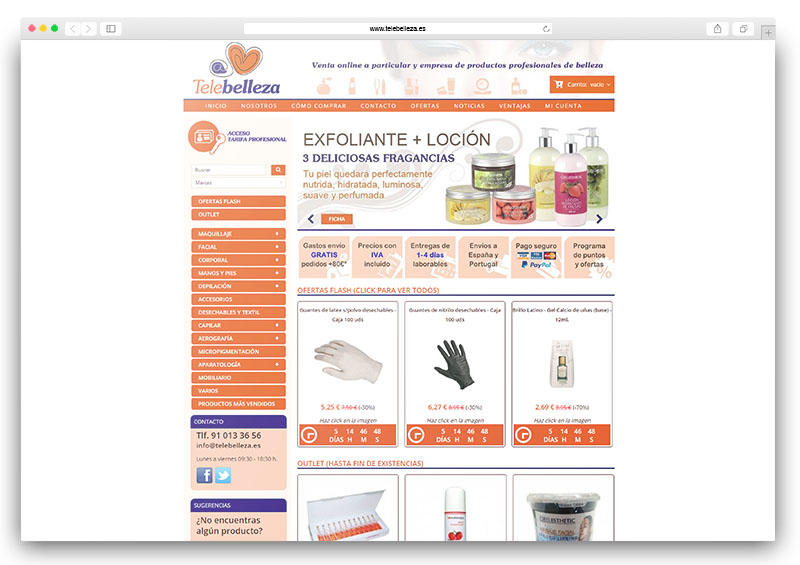 www.telebelleza.es
Telebelleza
Venta online a particular y empresa de productos profesionales de belleza
Carrito: vacío
INICIO NOSOTROS CÓMO COMPRAR CONTACTO OFERTAS NOTICIAS VENTAJAS MI CUENTA
ACCESO
TARIFA PROFESIONAL
Buscar
Marcas
OFERTAS FLASH
OUTLET
MAQUILLAJE +
FACIAL +
CORPORAL +
MANOS Y PIES +
DEPILACIÓN +
ACCESORIOS
DESECHABLES Y TEXTIL
CAPILAR +
AEROGRAFÍA +
MICROPIGMENTACIÓN
APARATOLOGÍA +
MOBILIARIO
VARIOS
PRODUCTOS MÁS VENDIDOS
CONTACTO
Tlf. 91 013 36 56
info@telebelleza.es
Lunes a viernes 09:30 - 18:30 h.
SUGERENCIAS
¿No encuentras
algún producto?
EXFOLIANTE + LOCIÓN
3 DELICIOSAS FRAGANCIAS
Tu piel quedará perfectamente
nutrida, hidratada, luminosa,
suave y perfumada
FICHA
Gastos envío
GRATIS
pedidos +80€*
Precios con
IVA
incluido
Entregas de
1-4 días
laborables
Envíos a
España y
Portugal
Pago seguro
VISA
PayPal
Programa
de puntos
y ofertas
OFERTAS FLASH (CLICK PARA VER TODOS)
Guantes de latex s/polvo desechables -
Caja 100 uds
5,25 € 7,50 € (-30%)
Haz click en la imagen
5 14 46 48
DÍAS H M S
Guantes de nitrilo desechables - Caja
100 uds
6,27 € 8,95 € (-30%)
Haz click en la imagen
5 14 46 48
DÍAS H M S
Brillo Latino - Gel Calcio de uñas (base) -
12ml.
2,69 € 8,95 € (-70%)
Haz click en la imagen
5 14 46 48
DÍAS H M S
OUTLET (HASTA FIN DE EXISTENCIAS)